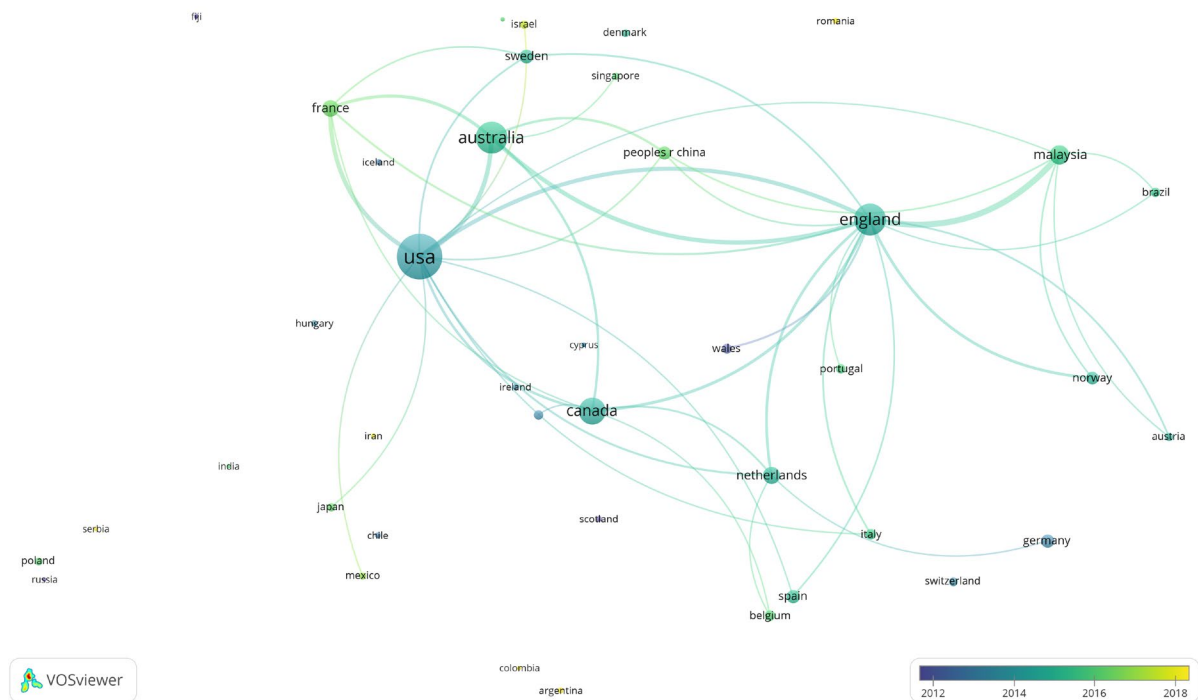 fiji
israel
romania
denmark
sweden
singapore
france
australia
peoples r china
malaysia
iceland
brazil
england
usa
hungary
cyprus
wales
portugal
norway
ireland
canada
iran
austria
india
netherlands
japan
scotland
serbia
chile
italy
germany
poland
russia
mexico
switzerland
spain
belgium
colombia
argentina
VOSviewer
2012 2014 2016 2018